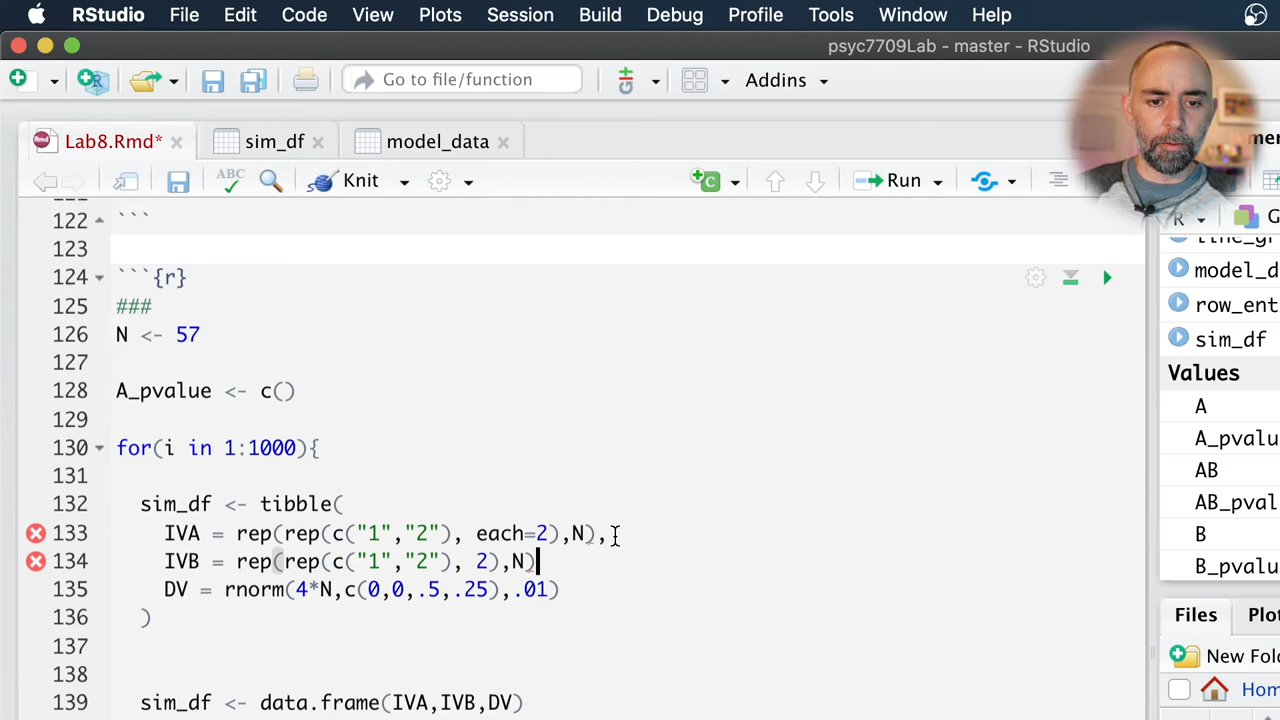 RStudio File Edit Code View Plots Session Build Debug Profile Tools Window Help
psyc7709Lab - master - RStudio
Go to file/function Addins
Lab8.Rmd* sim_df model_data
ABC Knit Run
122 ```
123
124 ```{r}
125 ###
126 N <- 57
127
128 A_pvalue <- c()
129
130 for(i in 1:1000){
131
132 sim_df <- tibble(
133 IVA = rep(rep(c("1","2"), each=2),N),
134 IVB = rep(rep(c("1","2"), 2),N)
135 DV = rnorm(4*N,c(0,0,.5,.25),.01)
136 )
137
138
139 sim_df <- data.frame(IVA,IVB,DV)
R G
model_d
row_ent
sim_df
Values
A
A_pvalu
AB
AB_pval
B
B_pvalu
Files Plo
New Fold
Hom